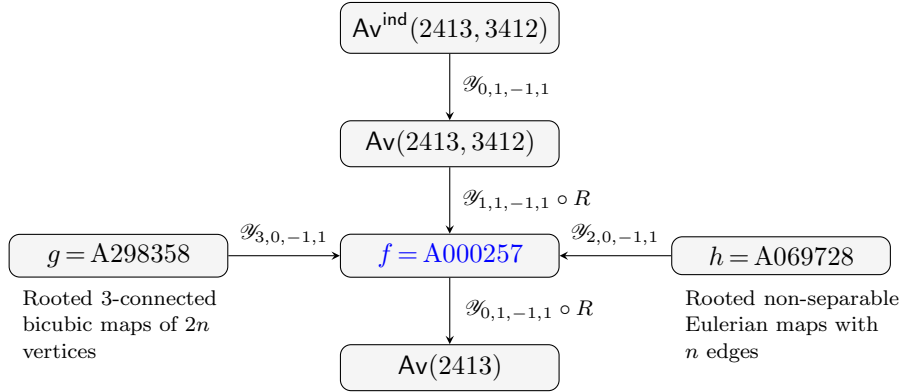 Av^ind(2413, 3412)
𝒴_{0,1,−1,1}
Av(2413, 3412)
𝒴_{1,1,−1,1} ∘ R
g = A298358
𝒴_{3,0,−1,1}
f = A000257
𝒴_{2,0,−1,1}
h = A069728
Rooted 3-connected
bicubic maps of 2n
vertices
𝒴_{0,1,−1,1} ∘ R
Rooted non-separable
Eulerian maps with
n edges
Av(2413)